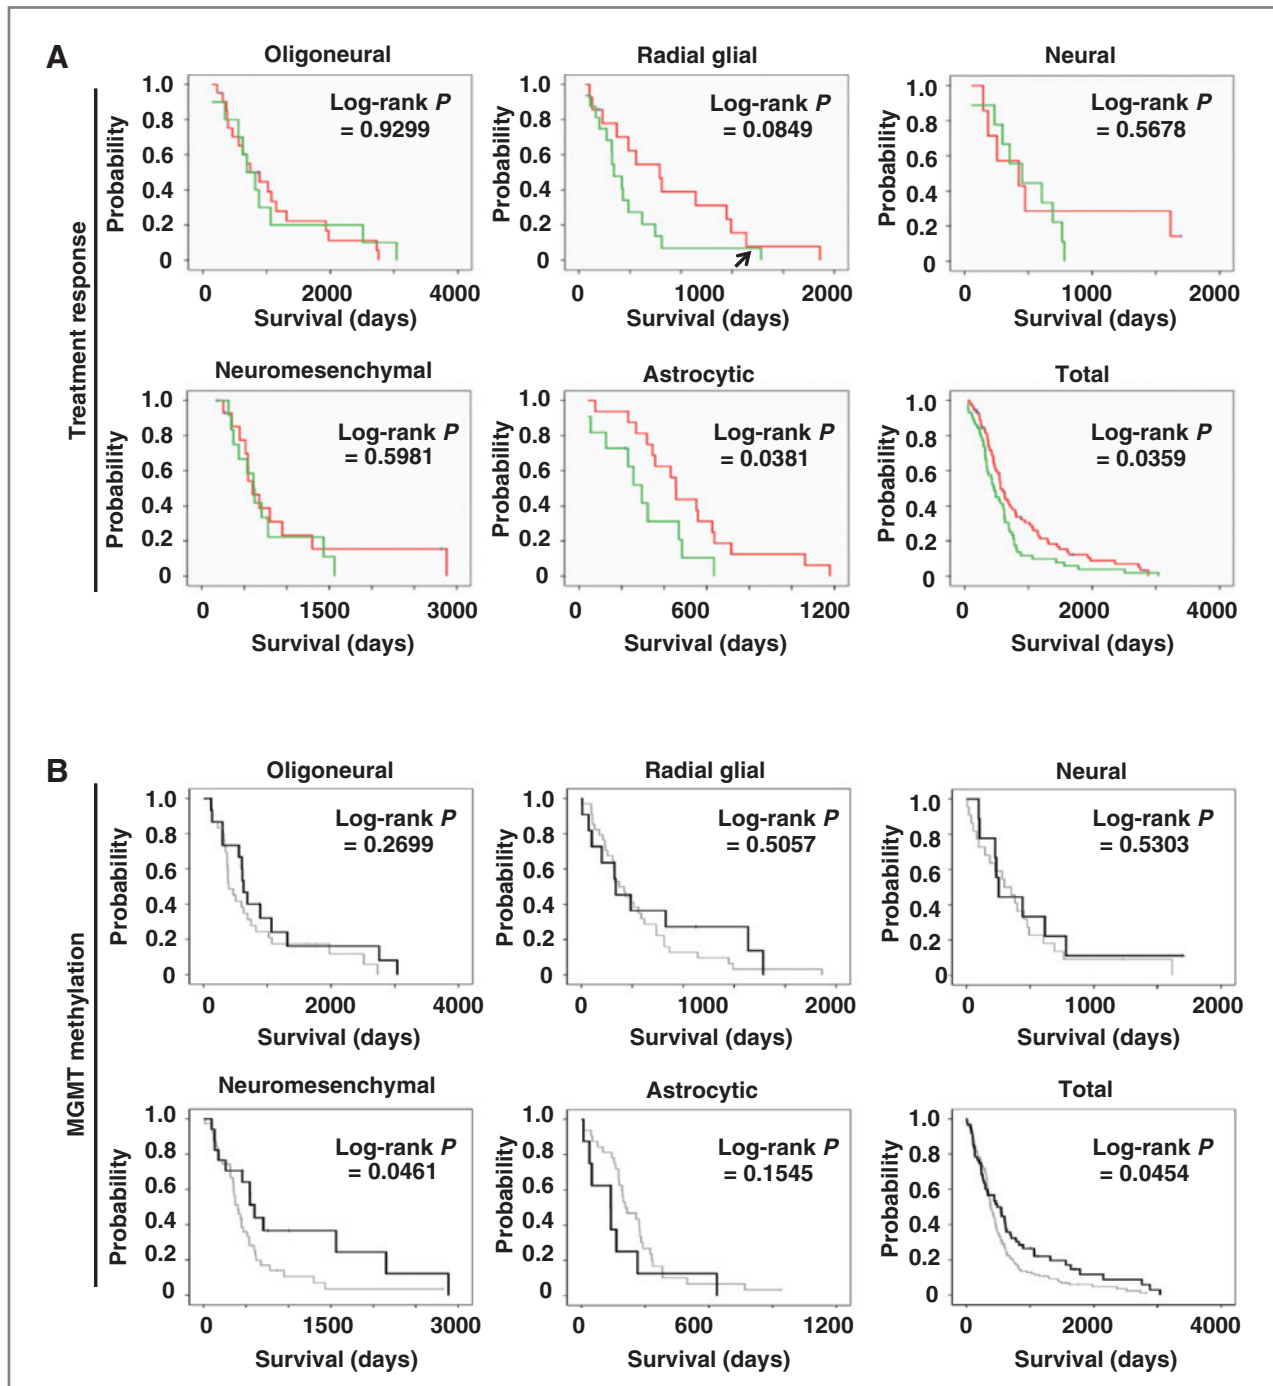 A
Treatment response
Oligoneural
Probability
1.0
0.8
0.6
0.4
0.2
0
Log-rank P
= 0.9299
0 2000 4000
Survival (days)
Radial glial
Probability
1.0
0.8
0.6
0.4
0.2
0
Log-rank P
= 0.0849
0 1000 2000
Survival (days)
Neural
Probability
1.0
0.8
0.6
0.4
0.2
0
Log-rank P
= 0.5678
0 1000 2000
Survival (days)
Neuromesenchymal
Probability
1.0
0.8
0.6
0.4
0.2
0
Log-rank P
= 0.5981
0 1500 3000
Survival (days)
Astrocytic
Probability
1.0
0.8
0.6
0.4
0.2
0
Log-rank P
= 0.0381
0 600 1200
Survival (days)
Total
Probability
1.0
0.8
0.6
0.4
0.2
0
Log-rank P
= 0.0359
0 2000 4000
Survival (days)
B
MGMT methylation
Oligoneural
Probability
1.0
0.8
0.6
0.4
0.2
0
Log-rank P
= 0.2699
0 2000 4000
Survival (days)
Radial glial
Probability
1.0
0.8
0.6
0.4
0.2
0
Log-rank P
= 0.5057
0 1000 2000
Survival (days)
Neural
Probability
1.0
0.8
0.6
0.4
0.2
0
Log-rank P
= 0.5303
0 1000 2000
Survival (days)
Neuromesenchymal
Probability
1.0
0.8
0.6
0.4
0.2
0
Log-rank P
= 0.0461
0 1500 3000
Survival (days)
Astrocytic
Probability
1.0
0.8
0.6
0.4
0.2
0
Log-rank P
= 0.1545
0 600 1200
Survival (days)
Total
Probability
1.0
0.8
0.6
0.4
0.2
0
Log-rank P
= 0.0454
0 2000 4000
Survival (days)